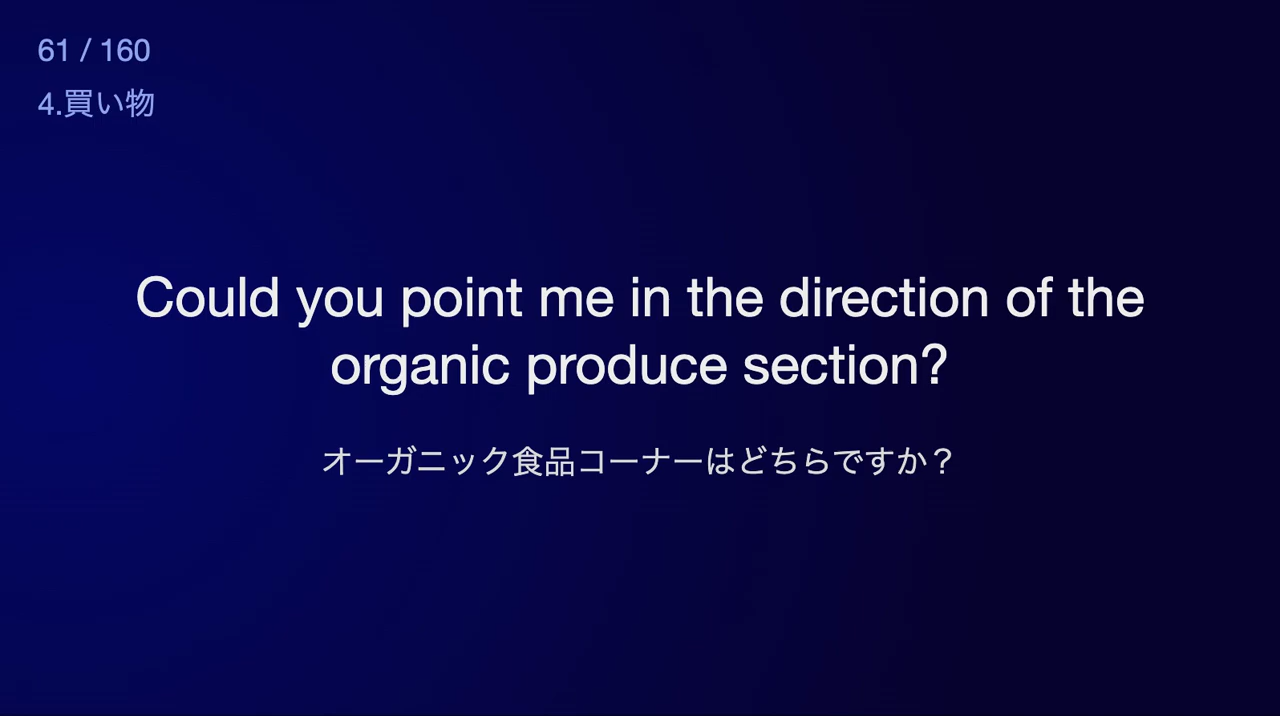 61 / 160
4.買い物
Could you point me in the direction of the
organic produce section?
オーガニック食品コーナーはどちらですか？